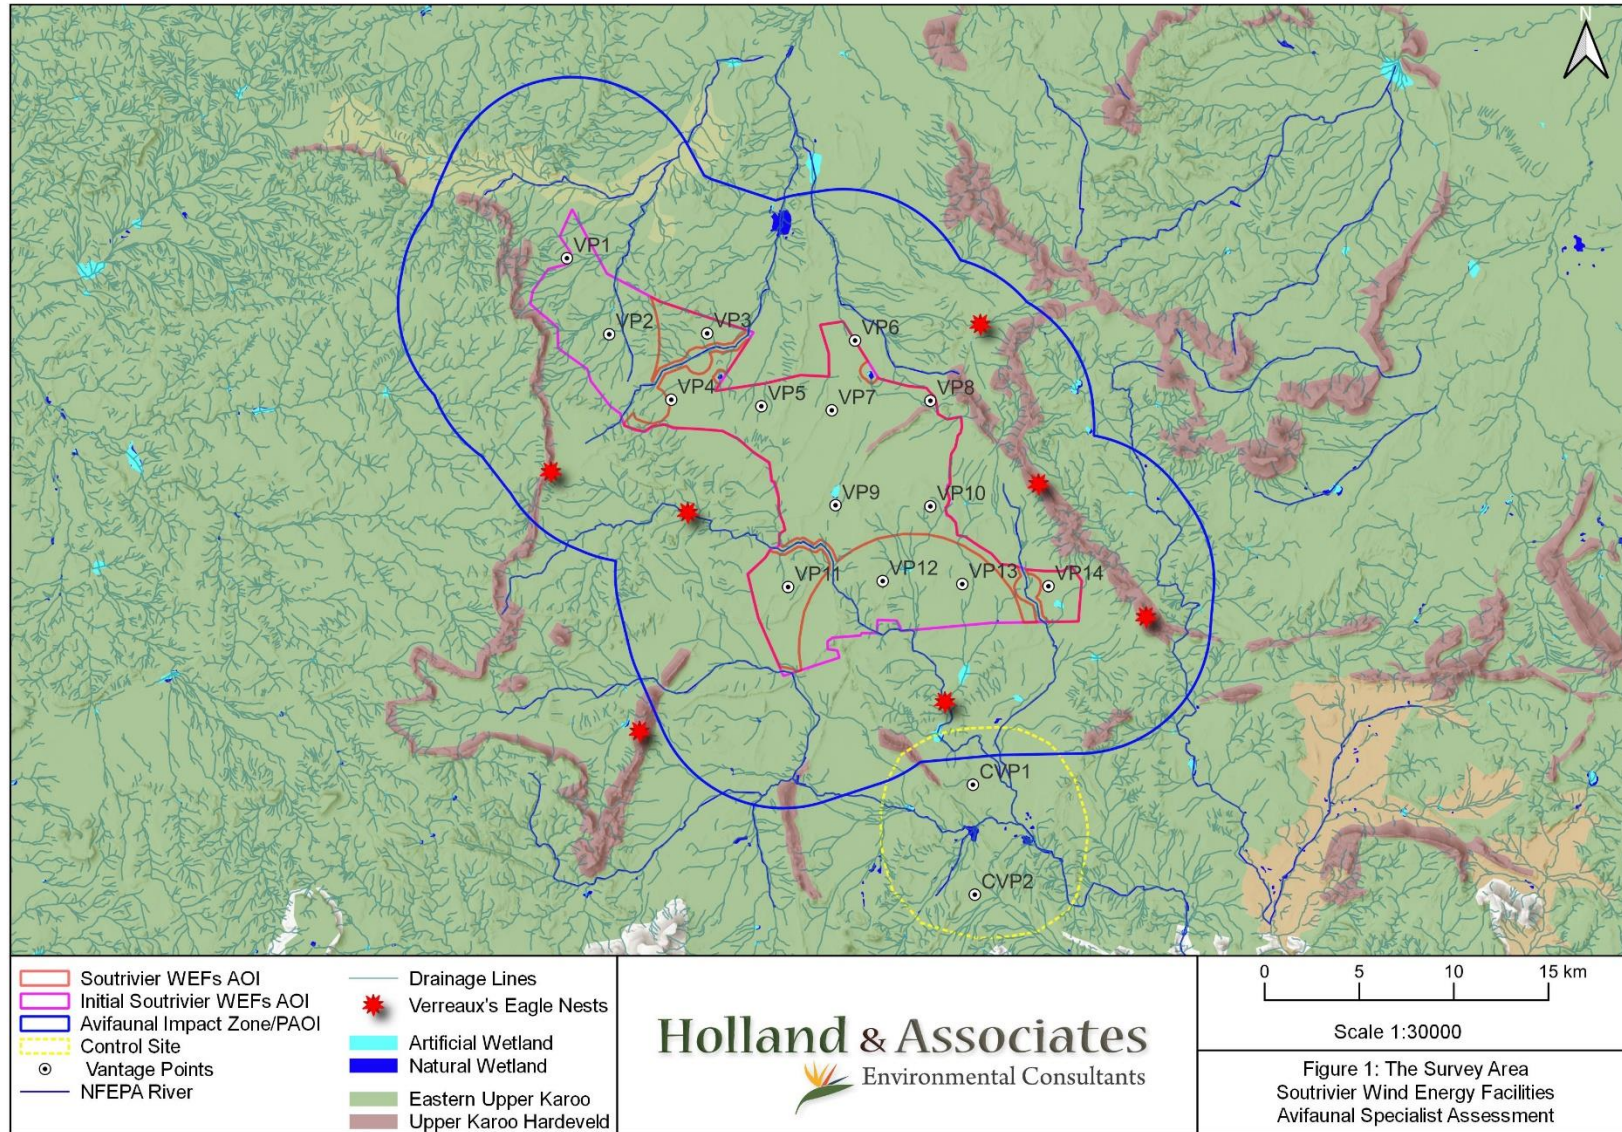 N
VP1
VP2
VP3
VP6
VP4
VP5
VP7
VP8
VP9
VP10
VP11
VP12
VP13
VP14
CVP1
CVP2
Soutrivier WEFs AOI
Initial Soutrivier WEFs AOI
Avifaunal Impact Zone/PAOI
Control Site
Vantage Points
NFEPA River
Drainage Lines
Verreaux's Eagle Nests
Artificial Wetland
Natural Wetland
Eastern Upper Karoo
Upper Karoo Hardeveld
Holland & Associates
Environmental Consultants
0 5 10 15 km
Scale 1:30000
Figure 1: The Survey Area
Soutrivier Wind Energy Facilities
Avifaunal Specialist Assessment